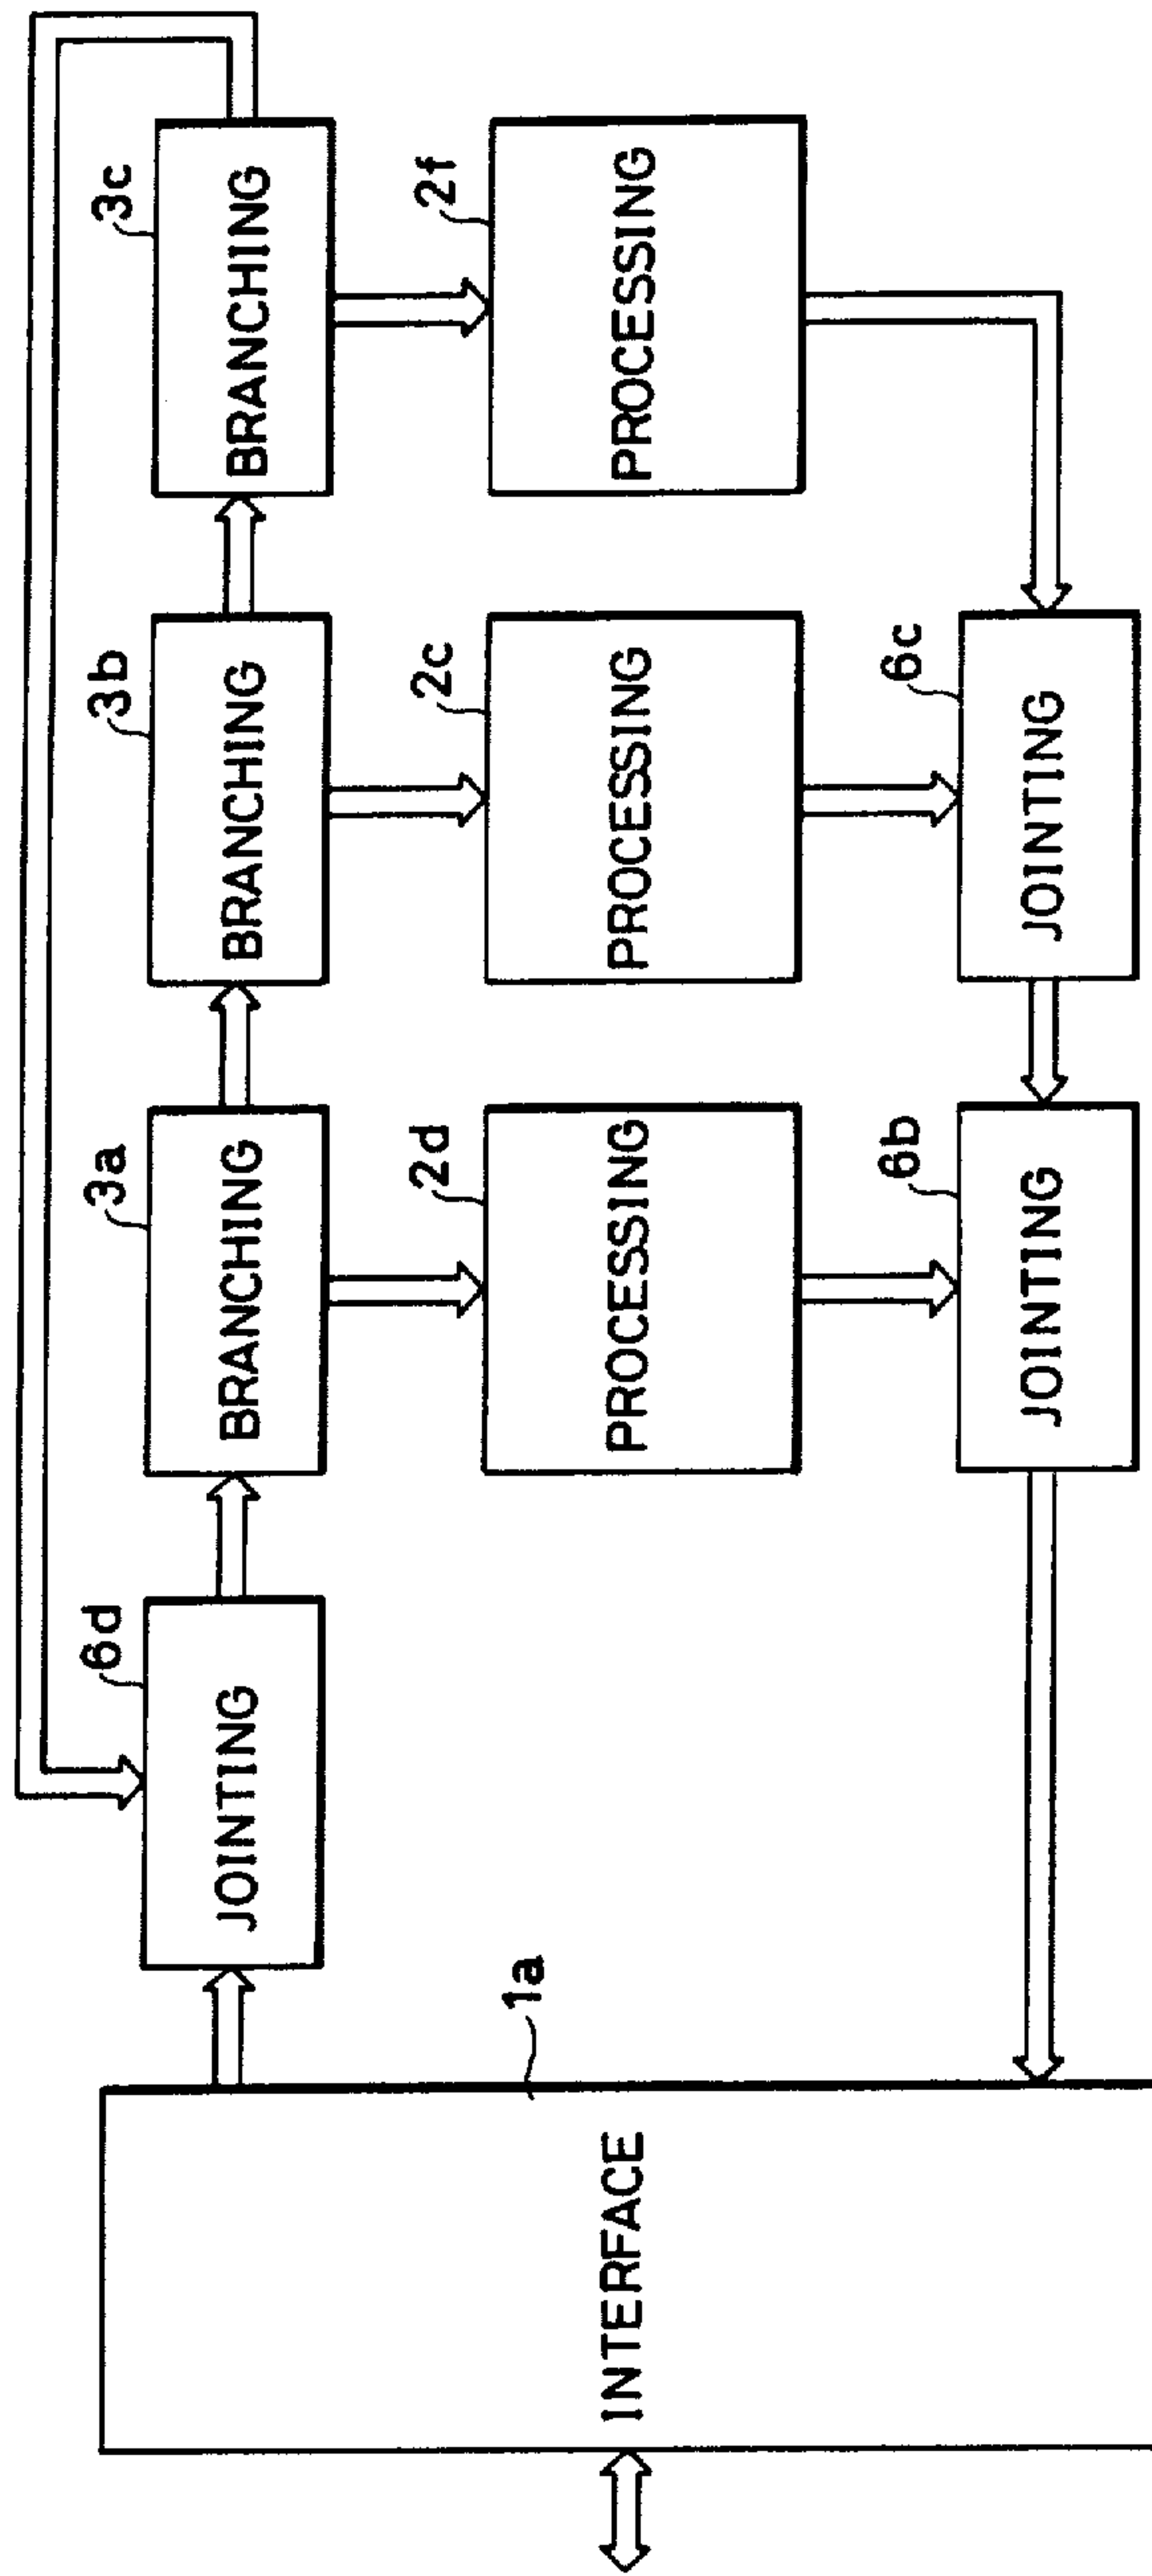 6d
3a
3b
3c
JOINTING
BRANCHING
BRANCHING
BRANCHING
1a
2d
2c
2f
INTERFACE
PROCESSING
PROCESSING
PROCESSING
6b
6c
JOINTING
JOINTING